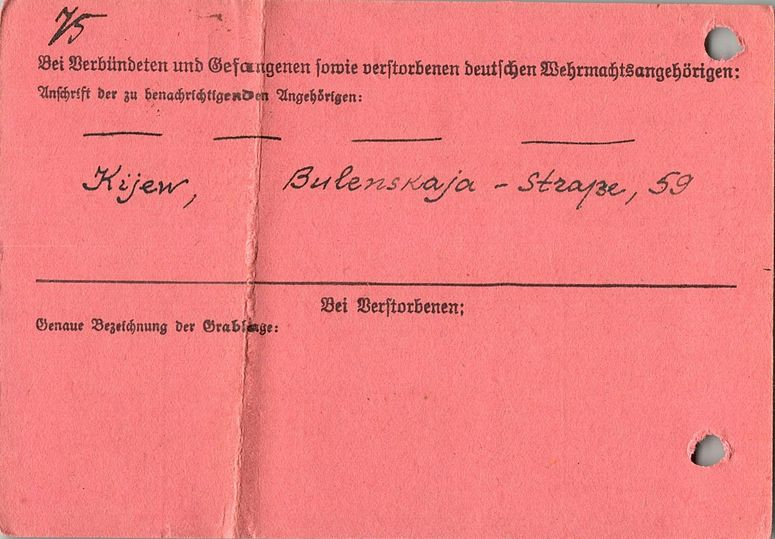 75
Bei Verbündeten und Gefangenen sowie verstorbenen deutschen Wehrmachtsangehörigen:
Anschrift der zu benachrichtigenden Angehörigen:
Kijew, Bulenskaja - Straße, 59
Bei Verstorbenen:
Genaue Bezeichnung der Grablage: